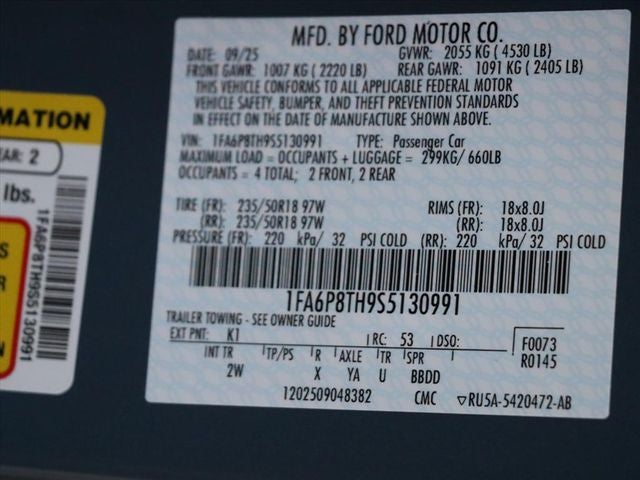 MFD. BY FORD MOTOR CO.
DATE: 09/25 GVWR: 2055 KG ( 4530 LB)
FRONT GAWR: 1007 KG ( 2220 LB) REAR GAWR: 1091 KG ( 2405 LB)
THIS VEHICLE CONFORMS TO ALL APPLICABLE FEDERAL MOTOR
VEHICLE SAFETY, BUMPER, AND THEFT PREVENTION STANDARDS
IN EFFECT ON THE DATE OF MANUFACTURE SHOWN ABOVE.
VIN: 1FA6P8TH9S5130991 TYPE: Passenger Car
MAXIMUM LOAD = OCCUPANTS + LUGGAGE = 299KG/ 660LB
OCCUPANTS = 4 TOTAL; 2 FRONT, 2 REAR
TIRE (FR): 235/50R18 97W RIMS (FR): 18x8.0J
(RR): 235/50R18 97W (RR): 18x8.0J
PRESSURE (FR): 220 kPa/ 32 PSI COLD (RR): 220 kPa/ 32 PSI COLD
1FA6P8TH9S5130991
TRAILER TOWING - SEE OWNER GUIDE
EXT PNT: K1 RC: 53 DSO: F0073
R0145
INT TR TP/PS R AXLE TR SPR
2W X YA U BBDD
1202509048382 CMC ▽RU5A-5420472-AB
RMATION
AR: 2
lbs.
S
R
N
1FA6P8TH9S5130991